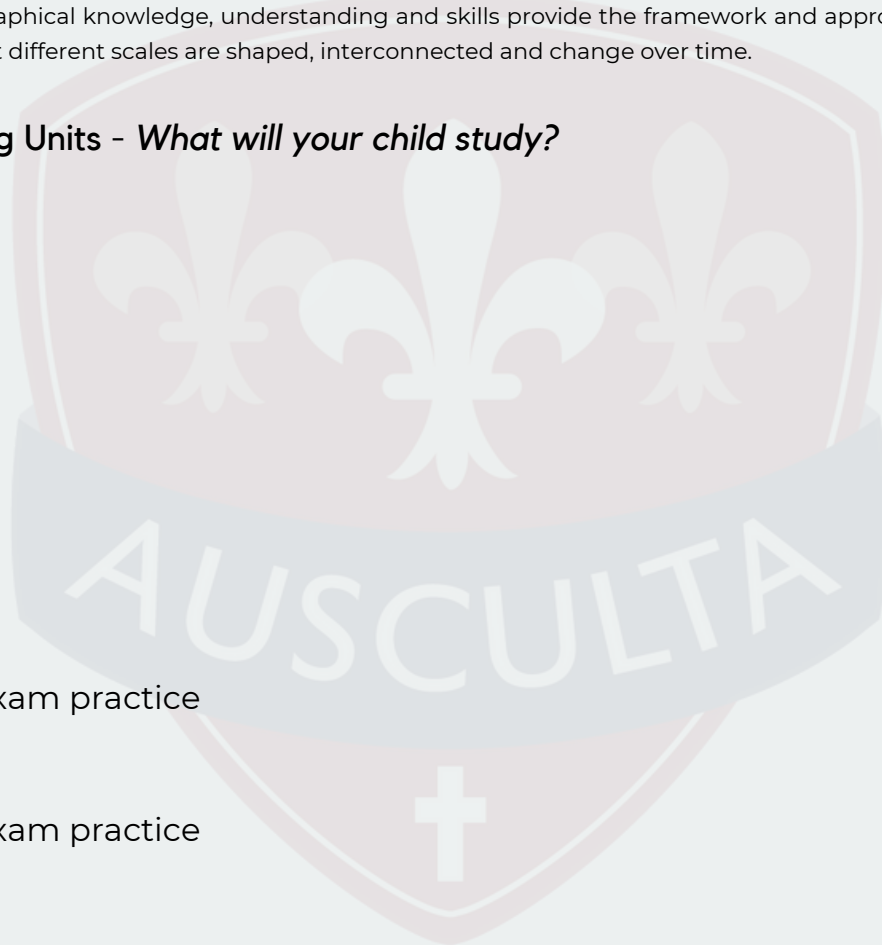 aphical knowledge, understanding and skills provide the framework and appro
t different scales are shaped, interconnected and change over time.
g Units - What will your child study?
AUSCULTA
xam practice
xam practice